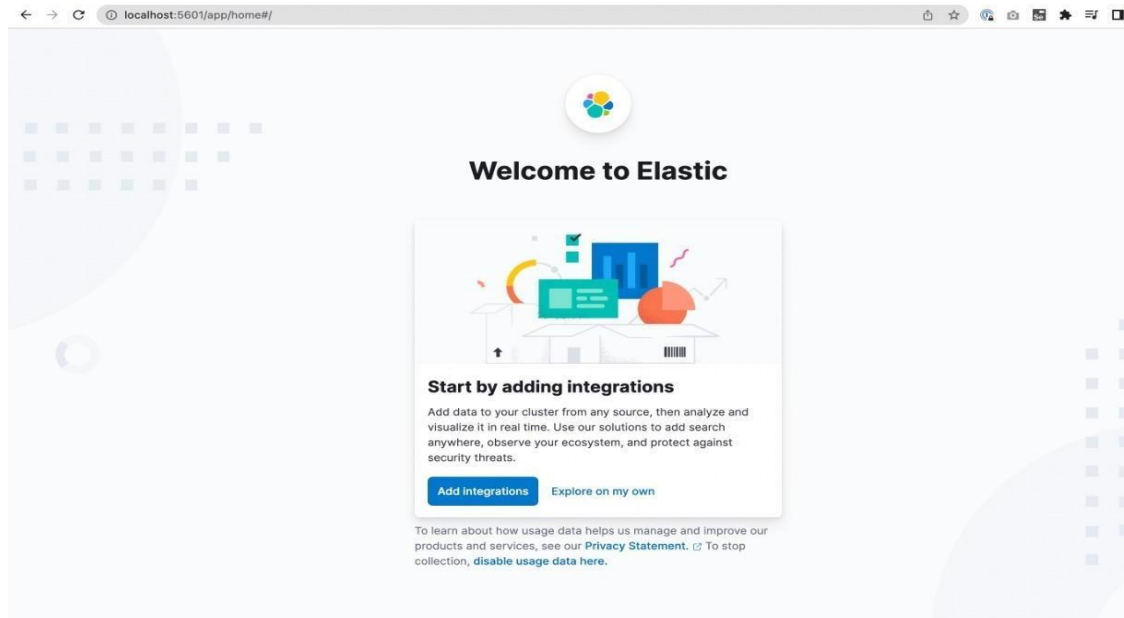 localhost:5601/app/home#/
Welcome to Elastic
Start by adding integrations
Add data to your cluster from any source, then analyze and
visualize it in real time. Use our solutions to add search
anywhere, observe your ecosystem, and protect against
security threats.
Add integrations Explore on my own
To learn about how usage data helps us manage and improve our
products and services, see our Privacy Statement. To stop
collection, disable usage data here.